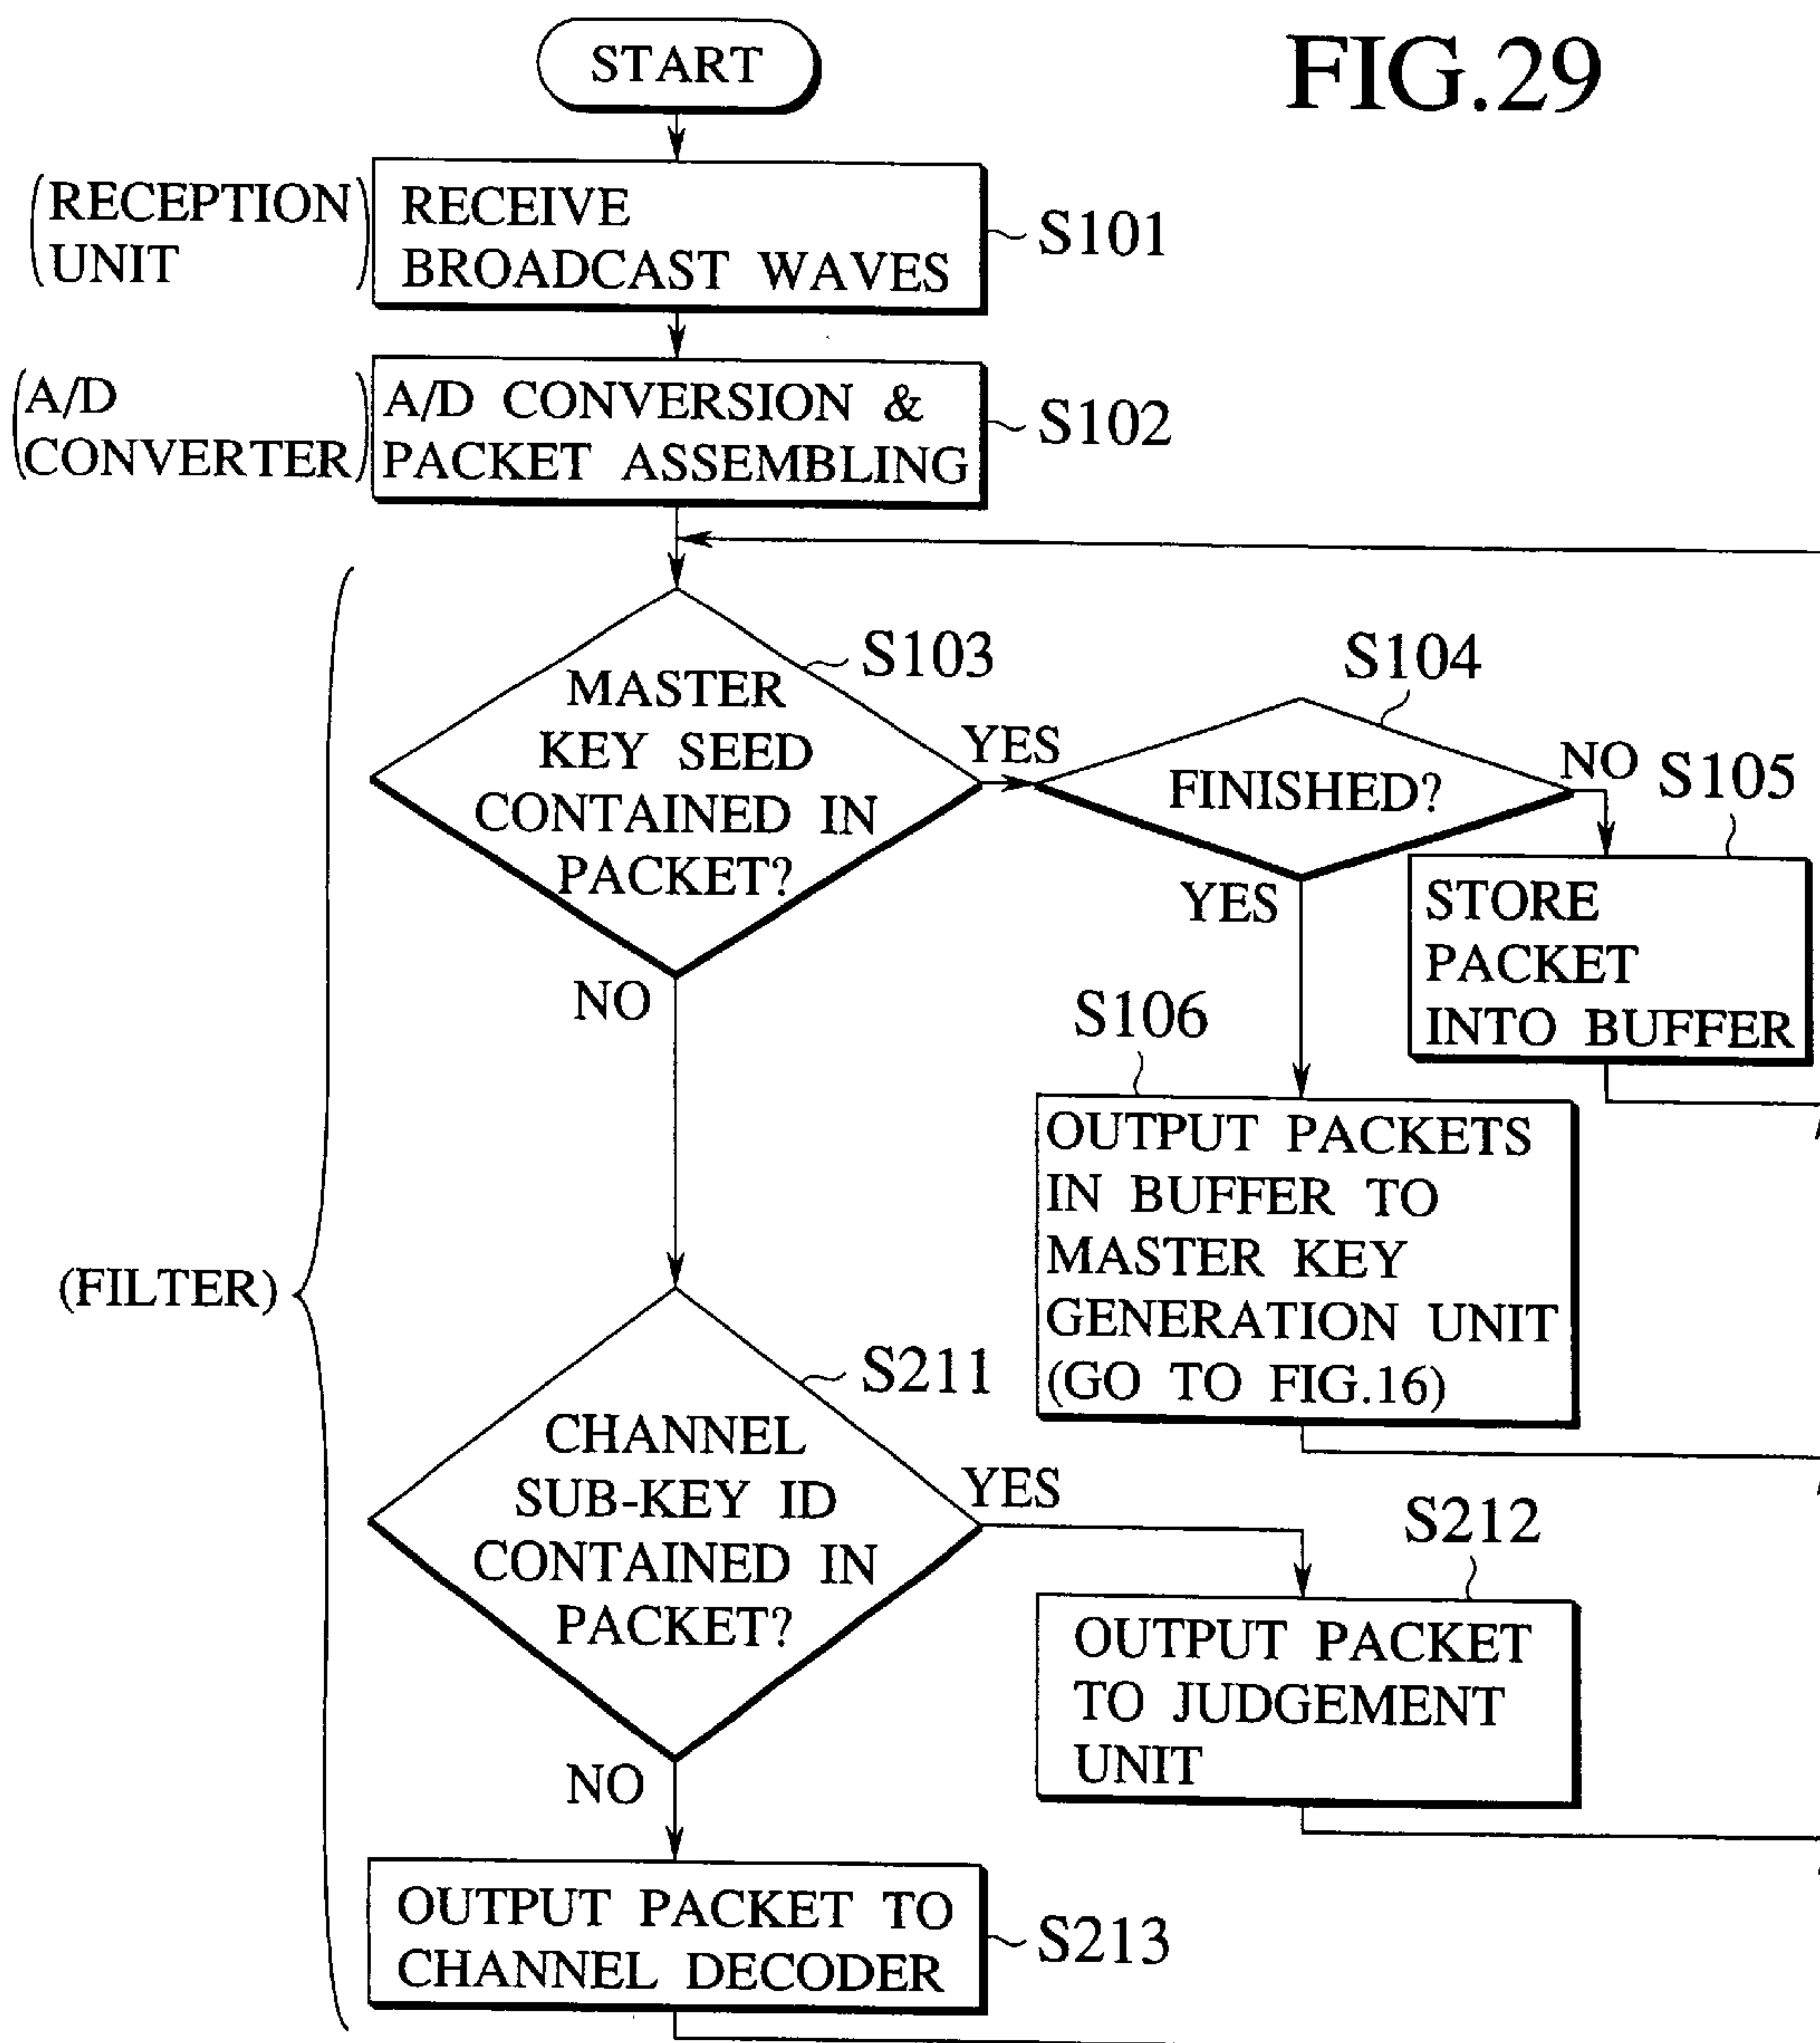 FIG.29
START
(RECEPTION
UNIT)
RECEIVE
BROADCAST WAVES
S101
(A/D
CONVERTER)
A/D CONVERSION &
PACKET ASSEMBLING
S102
S103
MASTER
KEY SEED
CONTAINED IN
PACKET?
YES
NO
S104
FINISHED?
NO
YES
S105
STORE
PACKET
INTO BUFFER
S106
OUTPUT PACKETS
IN BUFFER TO
MASTER KEY
GENERATION UNIT
(GO TO FIG.16)
(FILTER)
S211
CHANNEL
SUB-KEY ID
CONTAINED IN
PACKET?
YES
NO
S212
OUTPUT PACKET
TO JUDGEMENT
UNIT
OUTPUT PACKET TO
CHANNEL DECODER
S213